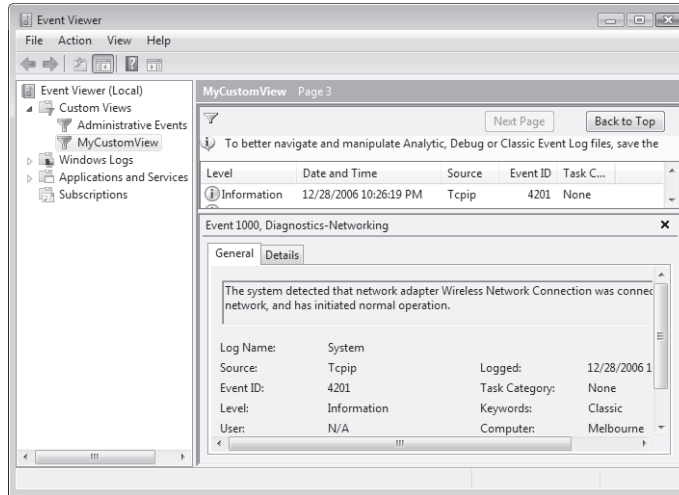 Event Viewer
File Action View Help
Event Viewer (Local)
Custom Views
Administrative Events
MyCustomView
Windows Logs
Applications and Services
Subscriptions
MyCustomView Page 3
Next Page Back to Top
To better navigate and manipulate Analytic, Debug or Classic Event Log files, save the
Level Date and Time Source Event ID Task C...
Information 12/28/2006 10:26:19 PM Tcpip 4201 None
Event 1000, Diagnostics-Networking
General Details
The system detected that network adapter Wireless Network Connection was connec
network, and has initiated normal operation.
Log Name: System
Source: Tcpip Logged: 12/28/2006 1
Event ID: 4201 Task Category: None
Level: Information Keywords: Classic
User: N/A Computer: Melbourne